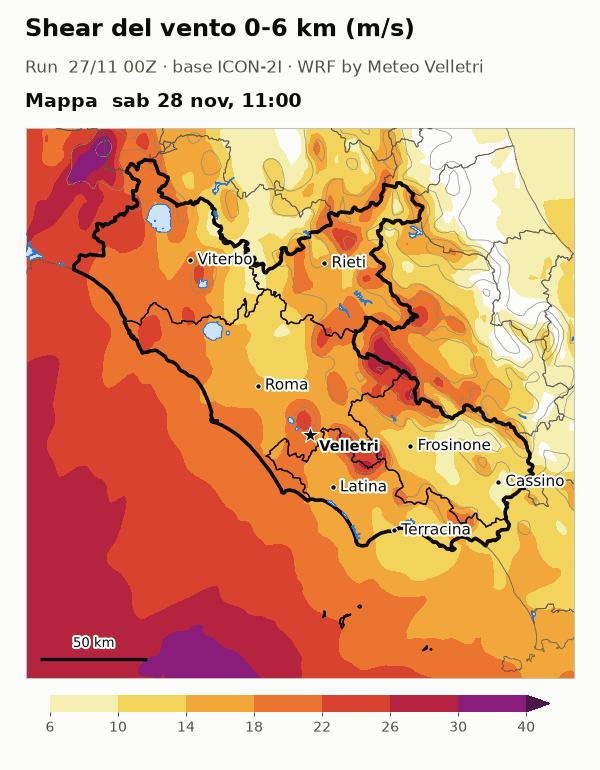 Shear del vento 0-6 km (m/s)
Run 27/11 00Z · base ICON-2I · WRF by Meteo Velletri
Mappa sab 28 nov, 11:00
Viterbo
Rieti
Roma
Velletri
Frosinone
Cassino
Latina
Terracina
50 km
6 10 14 18 22 26 30 40